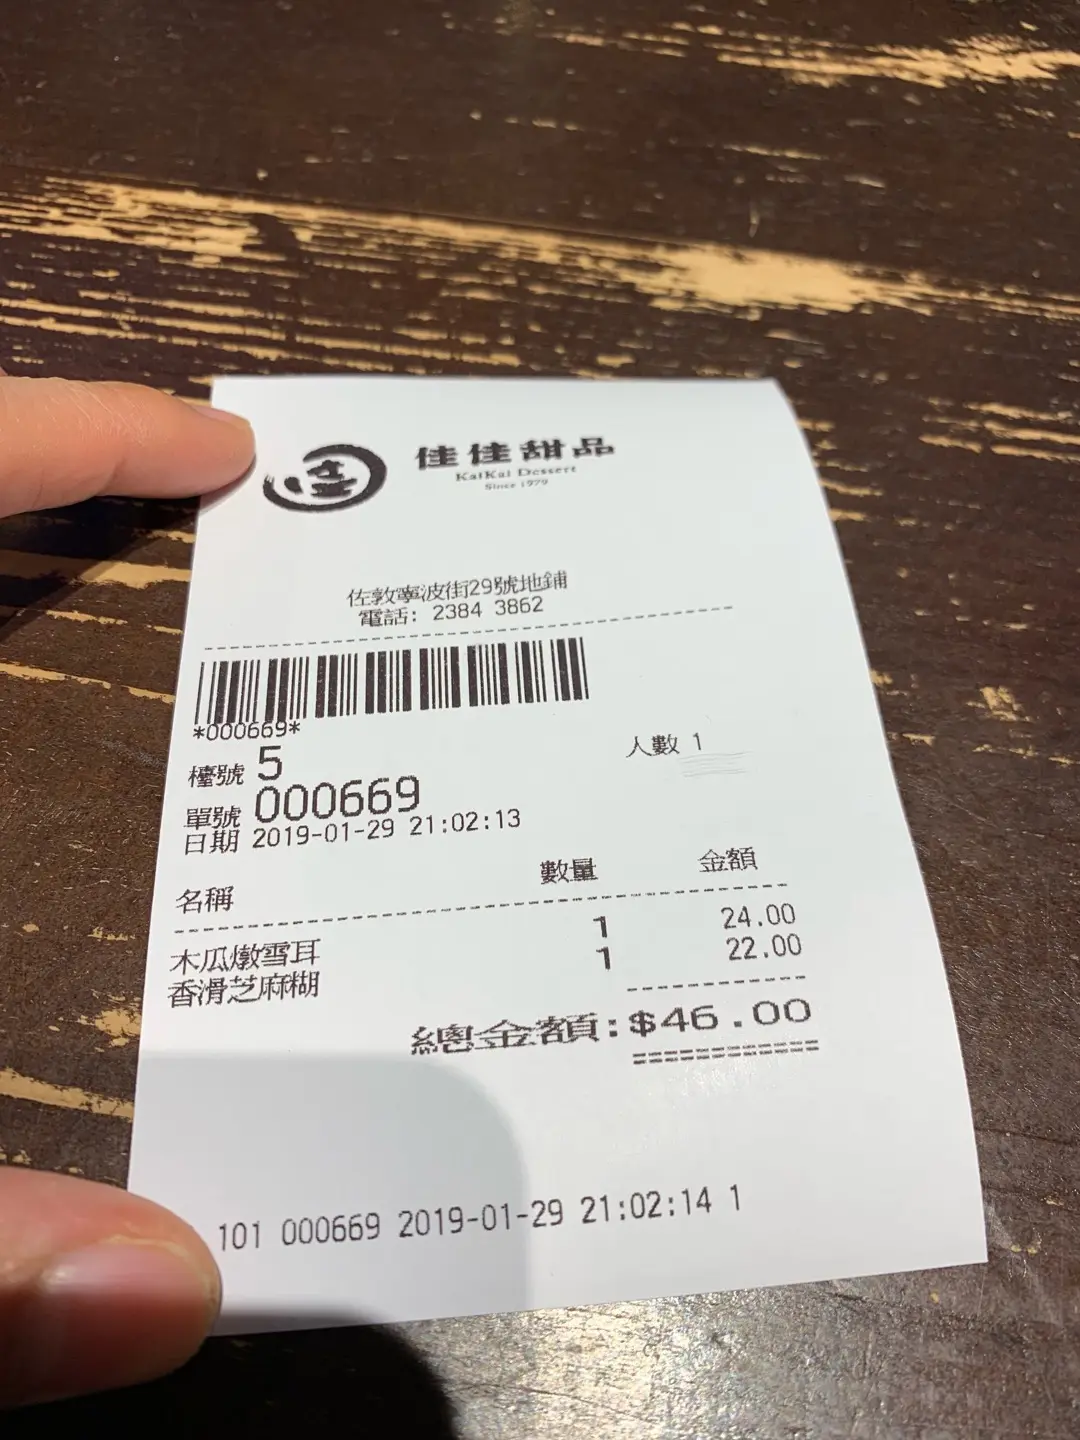 佳佳甜品
KaiKai Dessert
Since 1979
佐敦寧波街29號地鋪
電話: 2384 3862
*000669*
檯號 5
人數 1
單號 000669
日期 2019-01-29 21:02:13
名稱 數量 金額
木瓜燉雪耳 1 24.00
香滑芝麻糊 1 22.00
總金額:$46.00
101 000669 2019-01-29 21:02:14 1